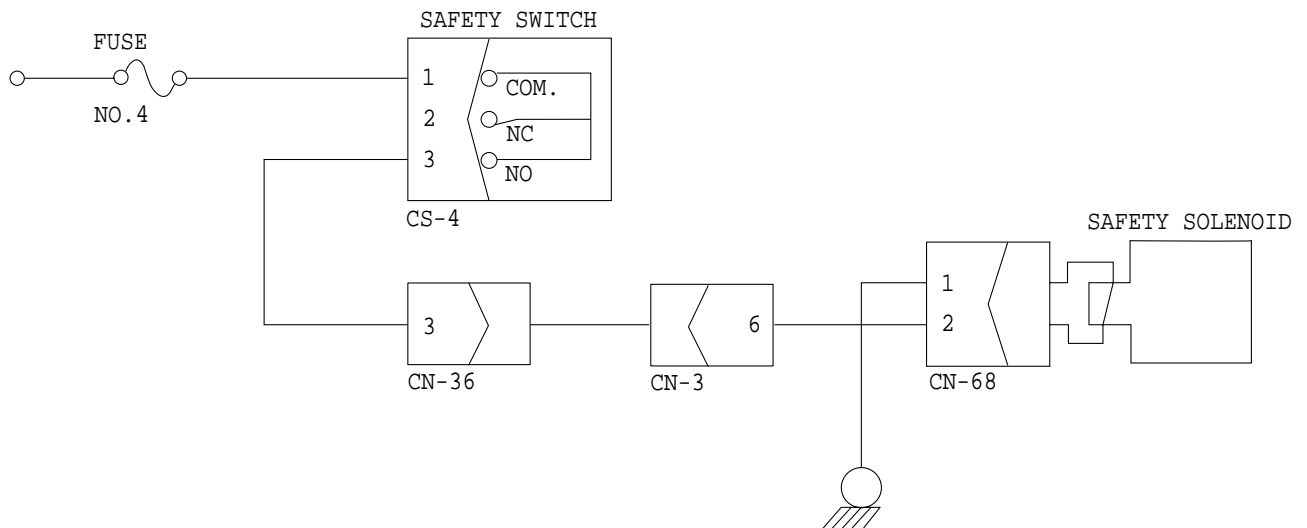 SAFETY SWITCH
FUSE
NO.4
1
COM.
2
NC
3
NO
CS-4
SAFETY SOLENOID
3
CN-36
6
CN-3
1
2
CN-68